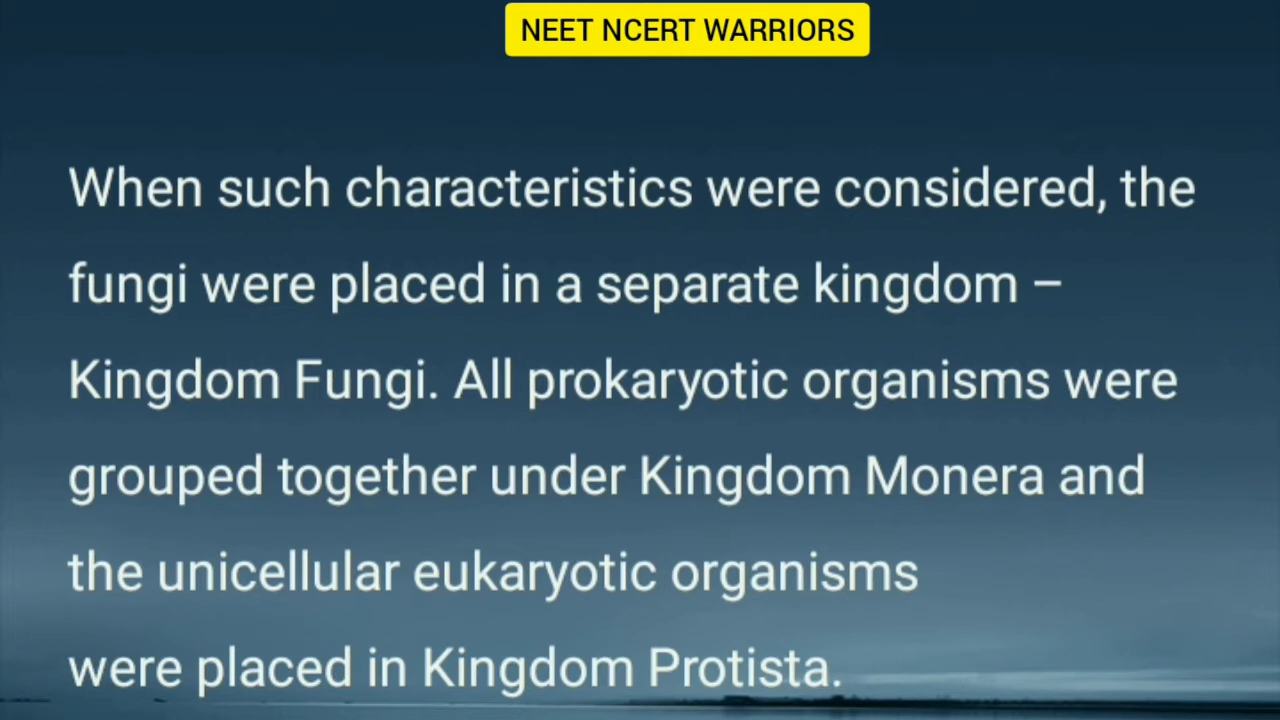 NEET NCERT WARRIORS
When such characteristics were considered, the
fungi were placed in a separate kingdom –
Kingdom Fungi. All prokaryotic organisms were
grouped together under Kingdom Monera and
the unicellular eukaryotic organisms
were placed in Kingdom Protista.